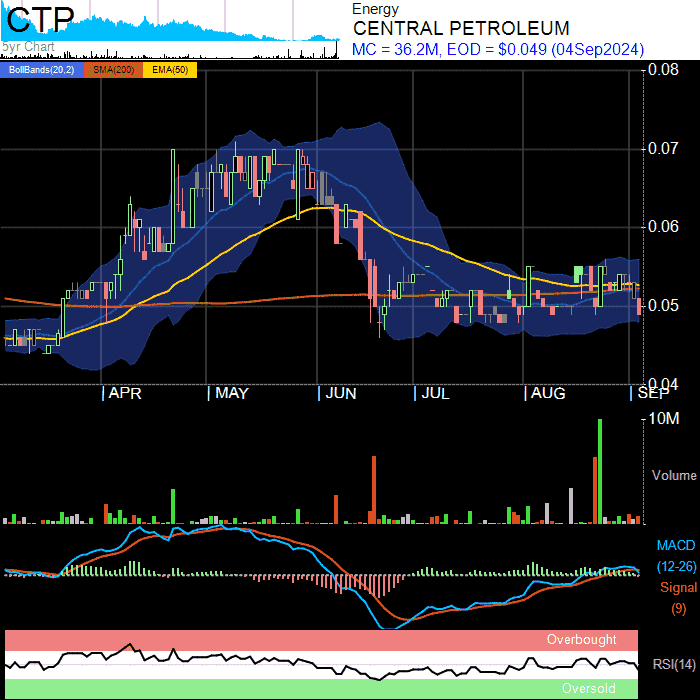 CTP
5yr Chart
Energy
CENTRAL PETROLEUM
MC = 36.2M, EOD = $0.049 (04Sep2024)
BollBands(20,2) SMA(200) EMA(50)
0.08
0.07
0.06
0.05
0.04
APR MAY JUN JUL AUG SEP
10M
Volume
MACD
(12-26)
Signal
(9)
Overbought
RSI(14)
Oversold